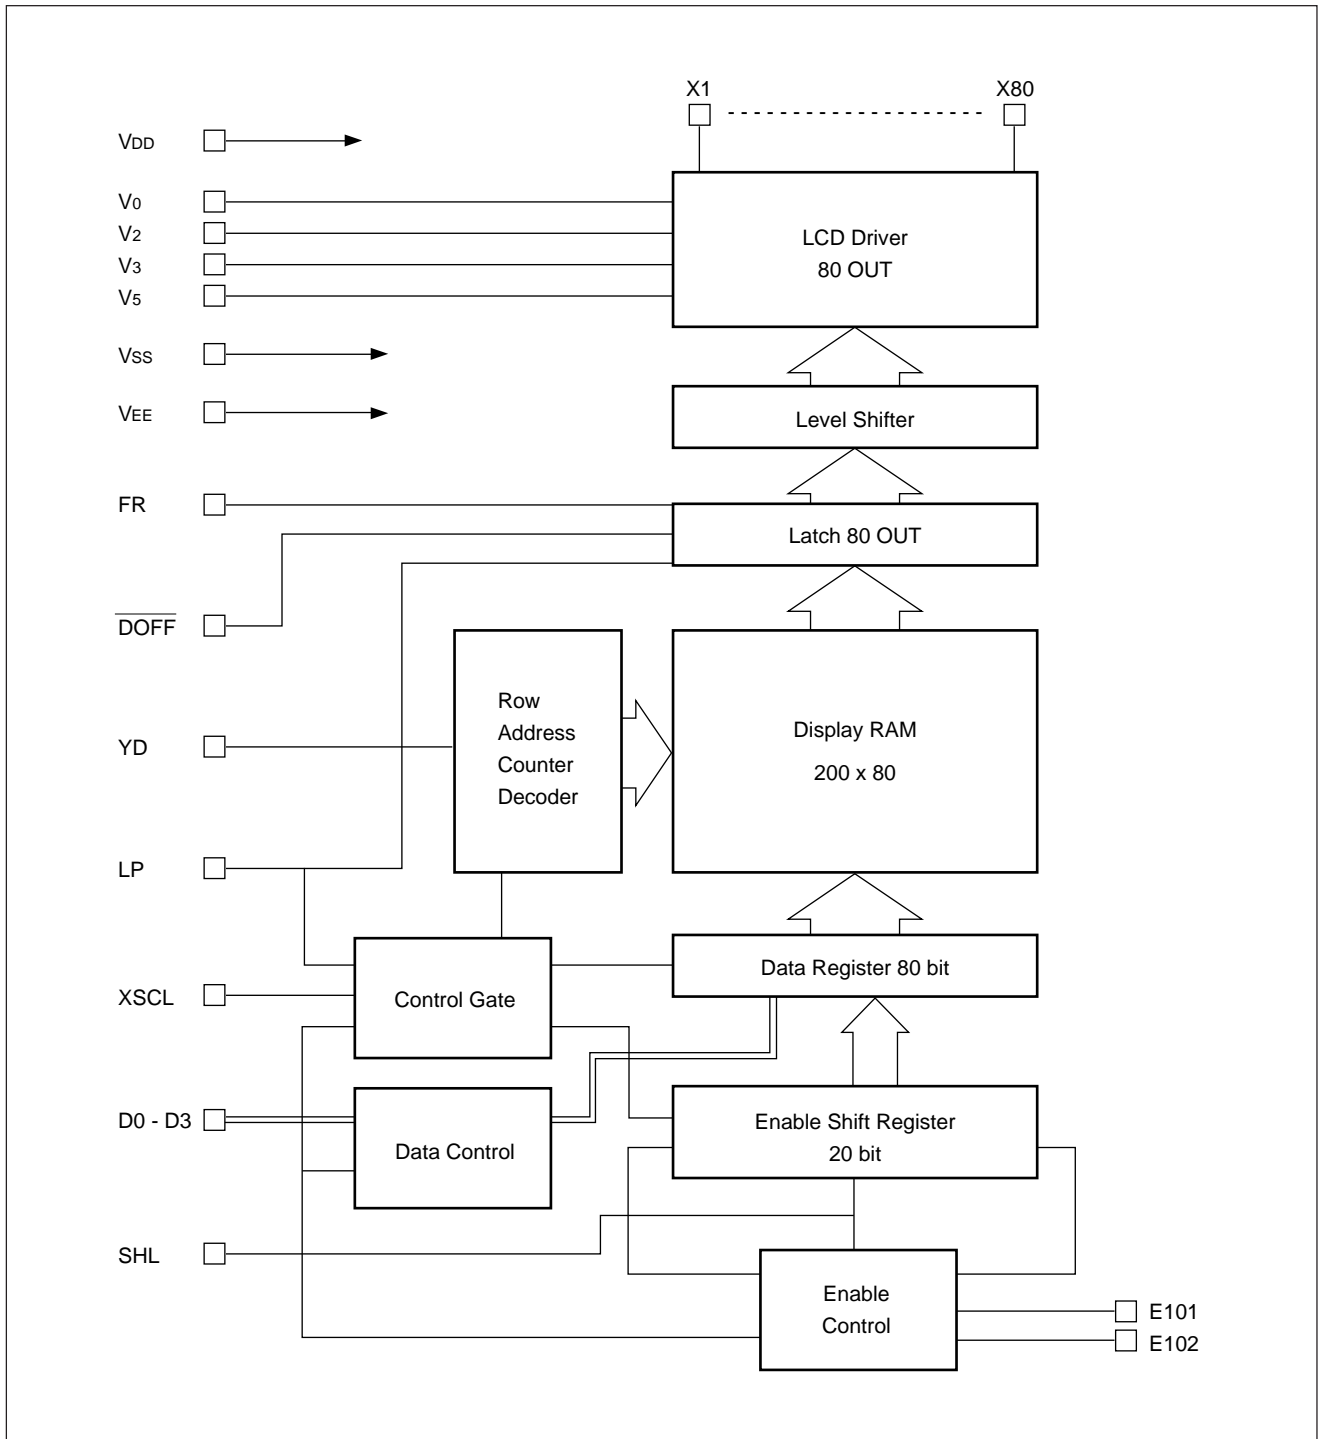 X1
X80
VDD
V0
V2
V3
V5
LCD Driver
80 OUT
VSS
VEE
Level Shifter
FR
Latch 80 OUT
DOFF
Row
Address
Counter
Decoder
Display RAM
200 x 80
YD
LP
Data Register 80 bit
XSCL
Control Gate
D0 - D3
Data Control
Enable Shift Register
20 bit
SHL
Enable
Control
E101
E102